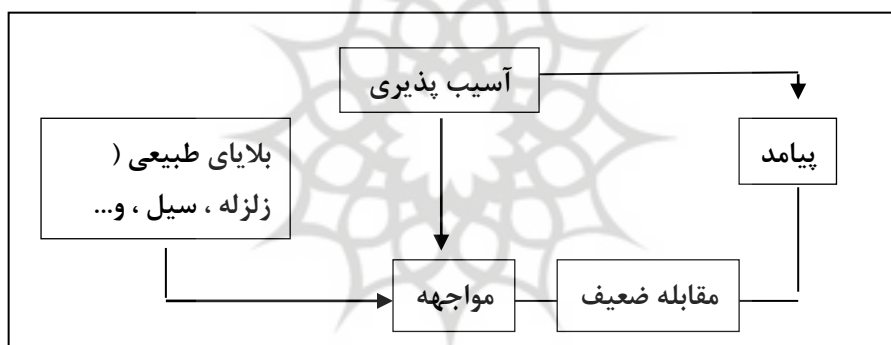 آسیب پذیری
بلایای طبیعی (
زلزله ، سیل ، و...
پیامد
مواجهه
مقابله ضعیف